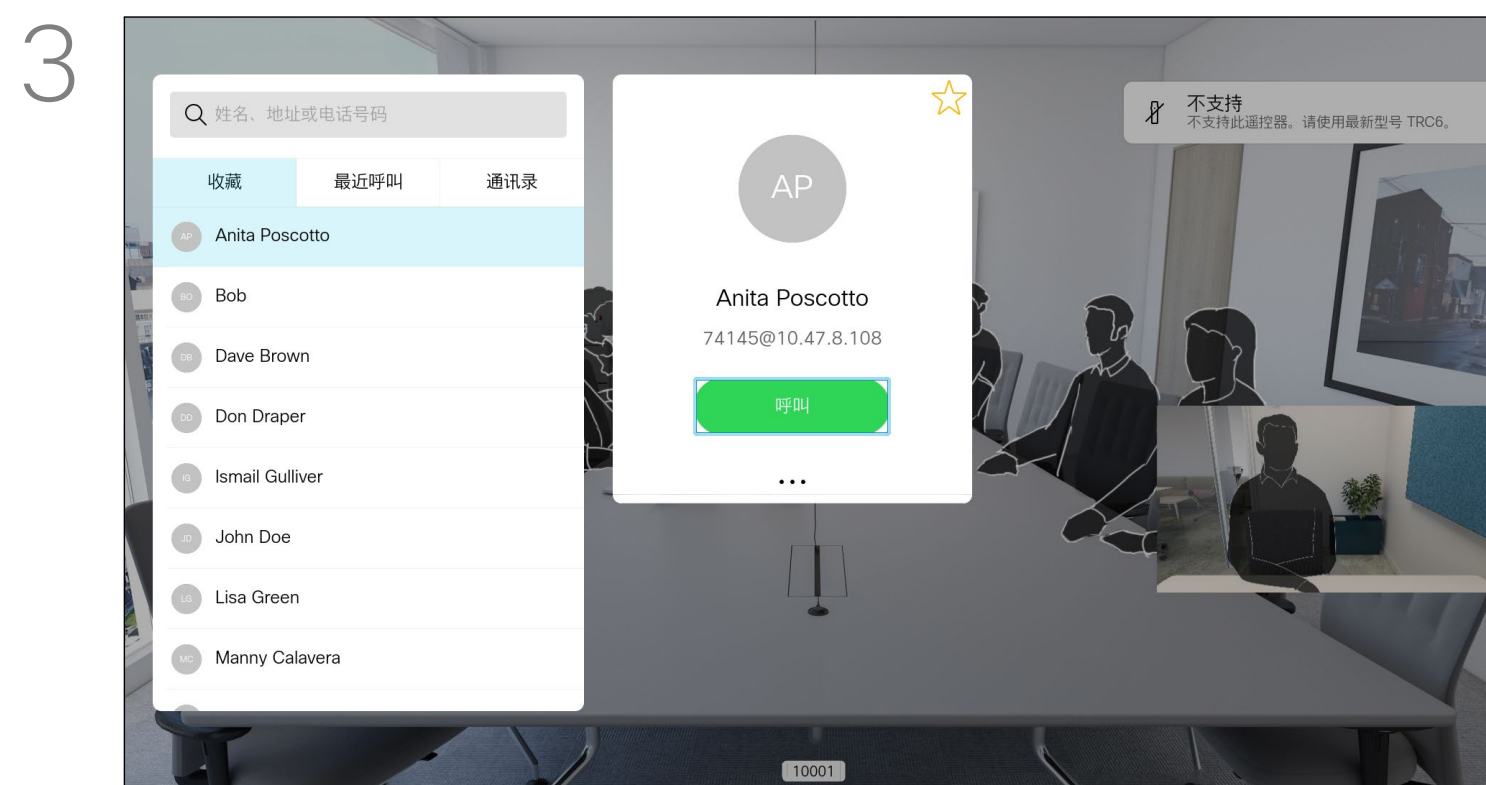 3
姓名、地址或电话号码
收藏 最近呼叫 通讯录
AP Anita Poscotto
BO Bob
DB Dave Brown
DD Don Draper
IG Ismail Gulliver
JD John Doe
LG Lisa Green
MC Manny Calavera
AP
Anita Poscotto
74145@10.47.8.108
呼叫
不支持
不支持此遥控器。请使用最新型号 TRC6。
10001